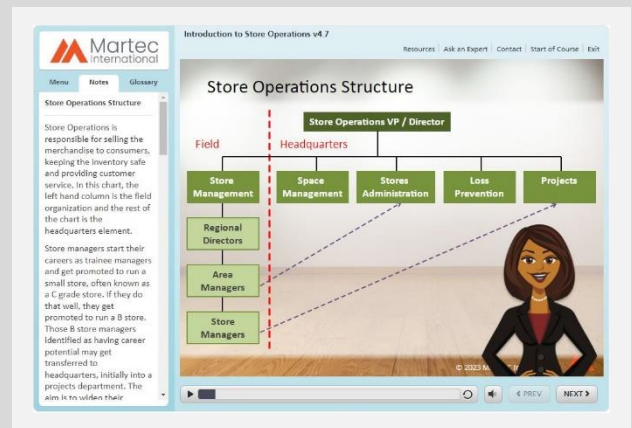 Martec
International
Introduction to Store Operations v4.7
Resources
Ask an Expert
Contact
Start of Course
Exit
Menu
Notes
Glossary
Store Operations Structure
Store Operations is
responsible for selling the
merchandise to consumers,
keeping the inventory safe
and providing customer
service. In this chart, the
left hand column is the field
organization and the rest of
the chart is the
headquarters element.
Store managers start their
careers as trainee managers
and get promoted to run a
small store, often known as
a C grade store. If they do
that well, they get
promoted to run a B store.
Those B store managers
identified as having career
potential may get
transferred to
headquarters, initially into a
projects department. The
aim is to widen their
Store Operations Structure
Store Operations VP / Director
Field
Headquarters
Store
Management
Space
Management
Stores
Administration
Loss
Prevention
Projects
Regional
Directors
Area
Managers
Store
Managers
© 2023
PREV
NEXT